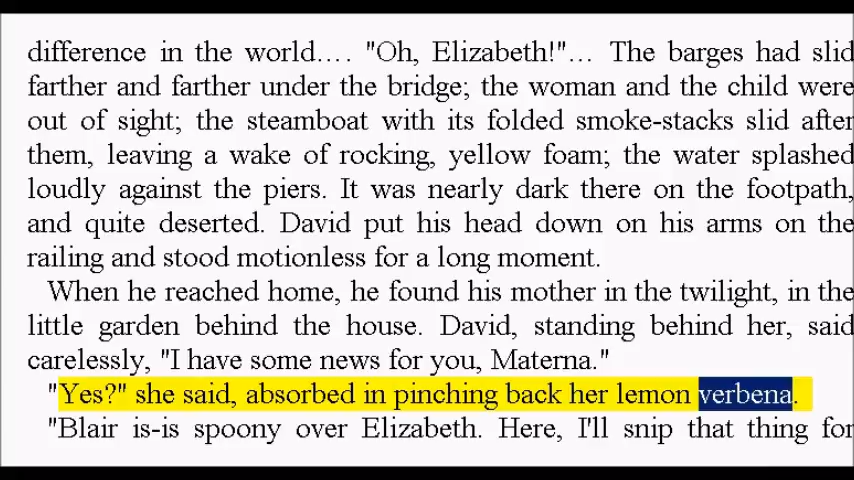 difference in the world.... "Oh, Elizabeth!"... The barges had slid
farther and farther under the bridge; the woman and the child were
out of sight; the steamboat with its folded smoke-stacks slid after
them, leaving a wake of rocking, yellow foam; the water splashed
loudly against the piers. It was nearly dark there on the footpath,
and quite deserted. David put his head down on his arms on the
railing and stood motionless for a long moment.
When he reached home, he found his mother in the twilight, in the
little garden behind the house. David, standing behind her, said
carelessly, "I have some news for you, Materna."
"Yes?" she said, absorbed in pinching back her lemon verbena.
"Blair is-is spoony over Elizabeth. Here, I'll snip that thing for